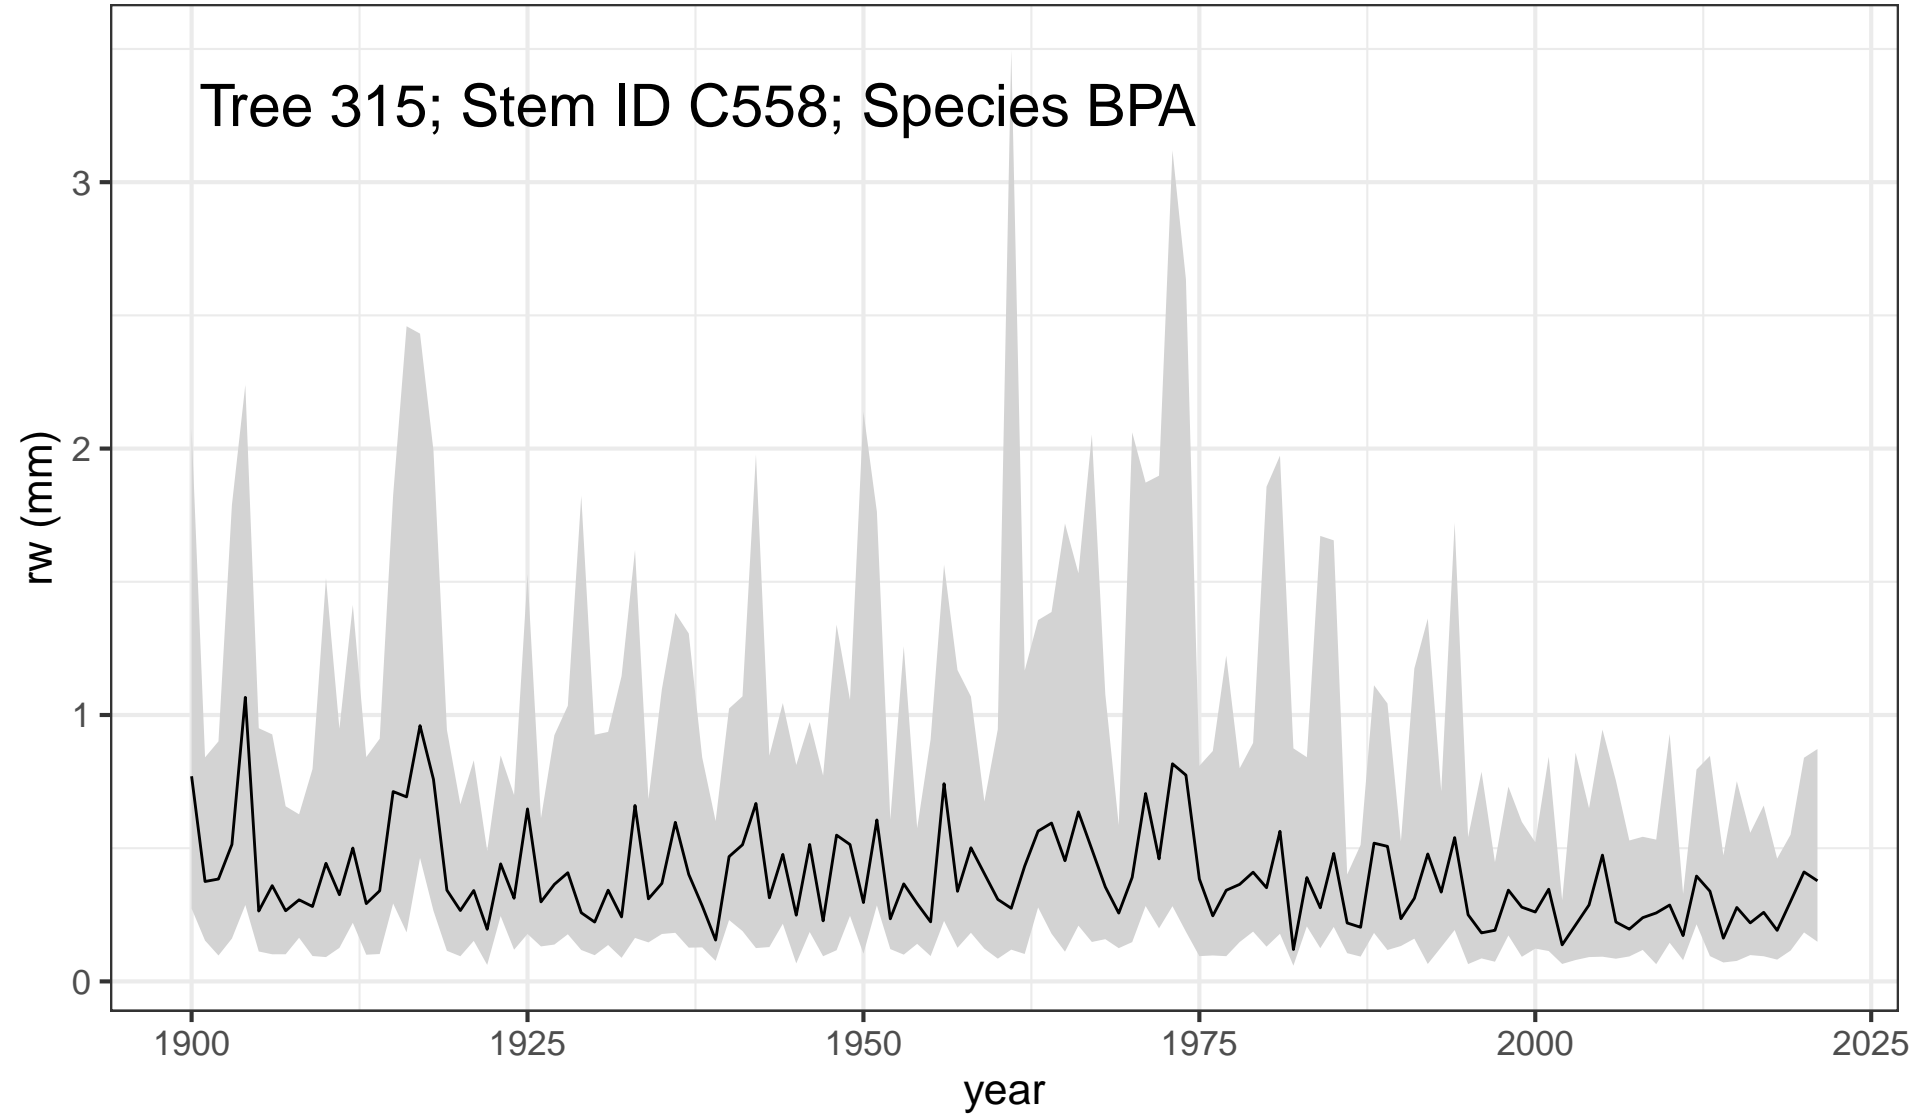 Tree 315; Stem ID C558; Species BPA
rw (mm)
3
2
1
0
1900 1925 1950 1975 2000 2025
year